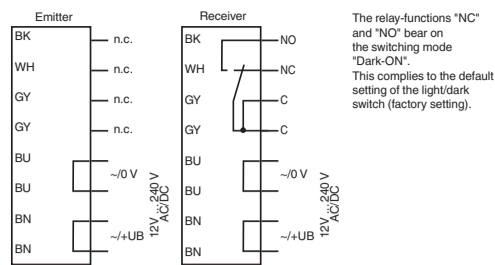 Emitter
BK
n.c.
WH
n.c.
GY
n.c.
GY
n.c.
BU
~/0 V
BU
BN
~/+UB
BN
12V ...240 V
AC/DC
Receiver
BK
NO
WH
NC
GY
C
GY
C
BU
~/0 V
BU
BN
~/+UB
BN
12V ...240 V
AC/DC
The relay-functions "NC"
and "NO" bear on
the switching mode
"Dark-ON".
This complies to the default
setting of the light/dark
switch (factory setting).